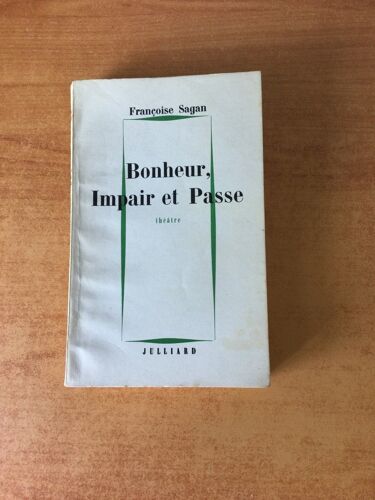 Françoise Sagan
Bonheur,
Impair et Passe
théâtre
JULLIARD